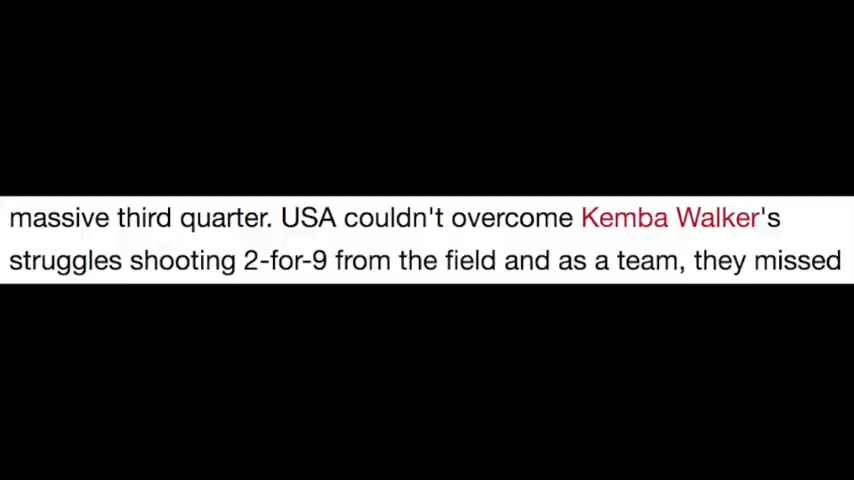 massive third quarter. USA couldn't overcome Kemba Walker's
struggles shooting 2-for-9 from the field and as a team, they missed